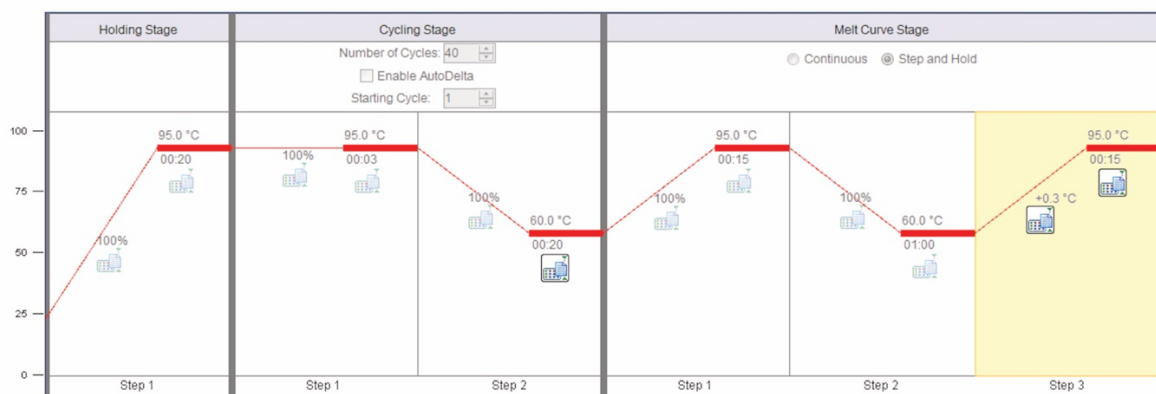 Holding Stage
Cycling Stage
Melt Curve Stage
Number of Cycles: 40
Enable AutoDelta
Starting Cycle: 1
Continuous Step and Hold
100
75
50
25
0
95.0 °C
00:20
100%
95.0 °C
00:03
100%
100%
60.0 °C
00:20
95.0 °C
00:15
100%
100%
60.0 °C
01:00
95.0 °C
00:15
+0.3 °C
Step 1
Step 1
Step 2
Step 1
Step 2
Step 3